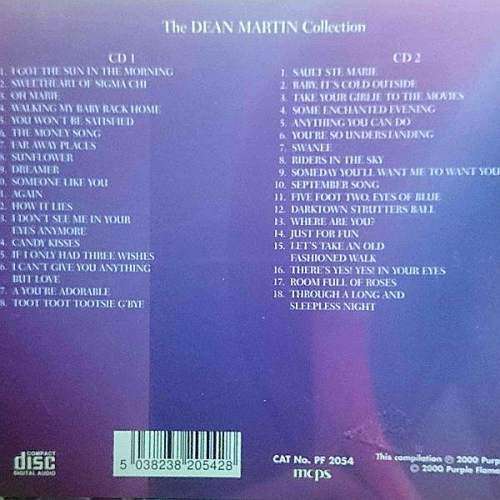 The DEAN MARTIN Collection
CD 1
1. I GOT THE SUN IN THE MORNING
2. SWEETHEART OF SIGMA CHI
3. OH MARIE
4. WALKING MY BABY BACK HOME
5. YOU WON'T BE SATISFIED
6. THE MONEY SONG
7. FAR AWAY PLACES
8. SUNFLOWER
9. DREAMER
0. SOMEONE LIKE YOU
1. AGAIN
2. HOW IT LIES
3. I DON'T SEE ME IN YOUR
EYES ANYMORE
4. CANDY KISSES
5. IF I ONLY HAD THREE WISHES
6. I CAN'T GIVE YOU ANYTHING
BUT LOVE
7. A YOU'RE ADORABLE
8. TOOT TOOT TOOTSIE G'BYE
CD 2
1. SAULT STE MARIE
2. BABY, IT'S COLD OUTSIDE
3. TAKE YOUR GIRLIE TO THE MOVIES
4. SOME ENCHANTED EVENING
5. ANYTHING YOU CAN DO
6. YOU'RE SO UNDERSTANDING
7. SWANEE
8. RIDERS IN THE SKY
9. SOMEDAY YOU'LL WANT ME TO WANT YOU
10. SEPTEMBER SONG
11. FIVE FOOT TWO, EYES OF BLUE
12. DARKTOWN STRUTTERS BALL
13. WHERE ARE YOU?
14. JUST FOR FUN
15. LET'S TAKE AN OLD
FASHIONED WALK
16. THERE'S YES! YES! IN YOUR EYES
17. ROOM FULL OF ROSES
18. THROUGH A LONG AND
SLEEPLESS NIGHT
COMPACT
disc
DIGITAL AUDIO
5 038238 205428
CAT No. PF 2054
mcps
This compilation ℗ 2000 Purp
© 2000 Purple Flame